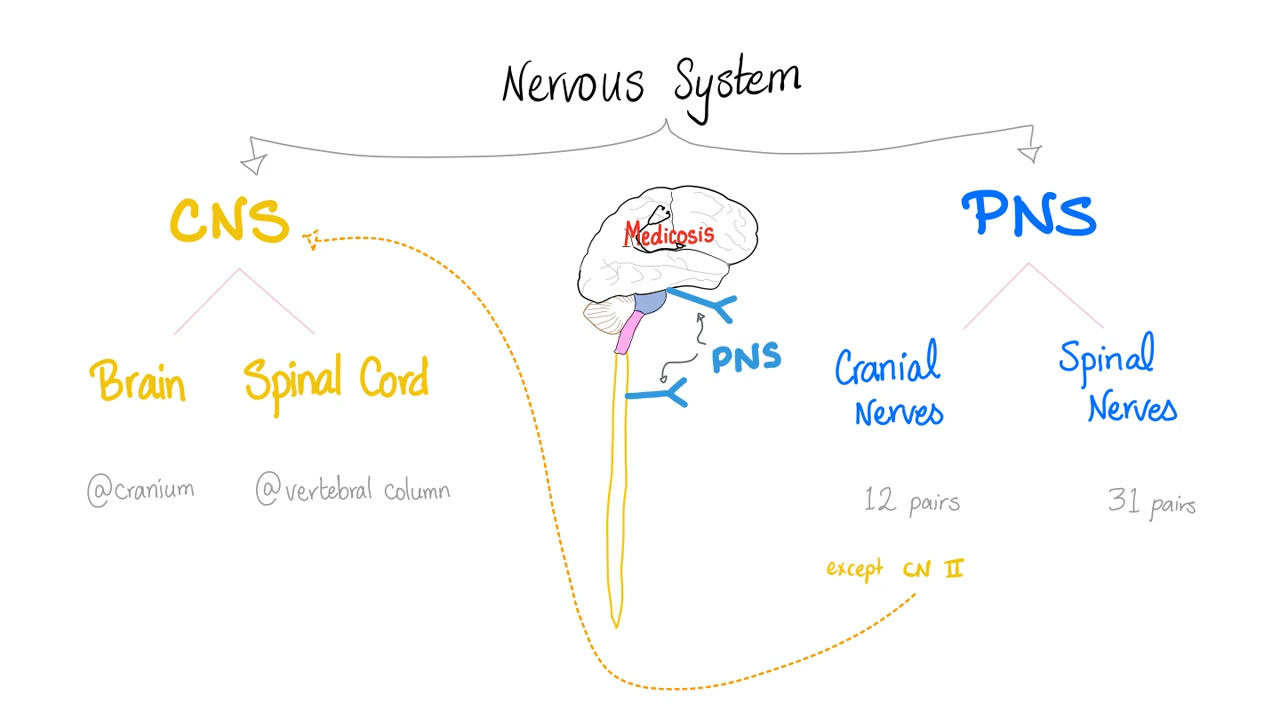 Nervous System
CNS
PNS
Medicosis
PNS
Brain
Spinal Cord
Cranial
Nerves
Spinal
Nerves
@cranium
@vertebral column
12 pairs
31 pairs
except CN II